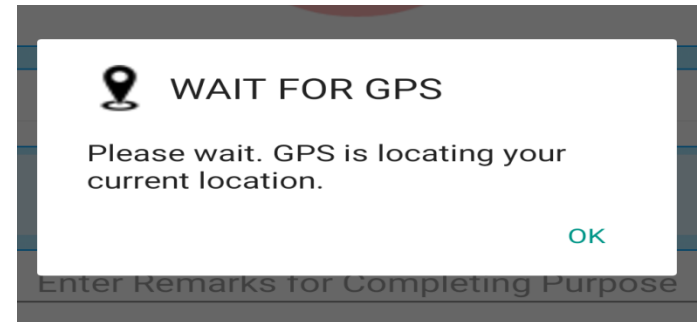 WAIT FOR GPS
Please wait. GPS is locating your
current location.
OK
Enter Remarks for Completing Purpose